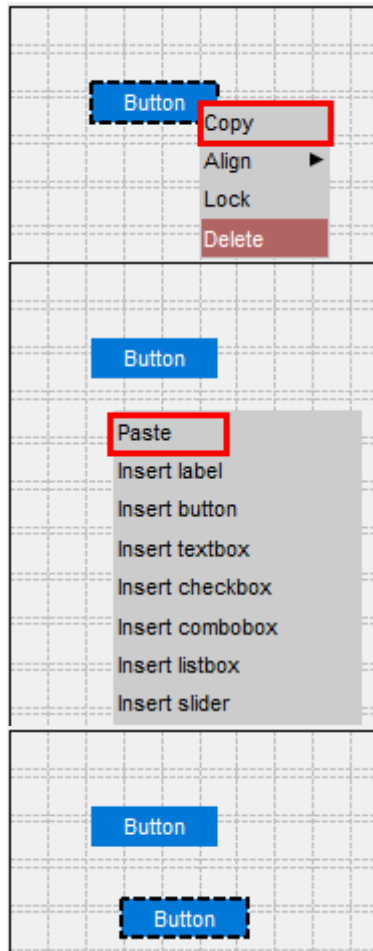 Button
Copy
Align
Lock
Delete
Button
Paste
Insert label
Insert button
Insert textbox
Insert checkbox
Insert combobox
Insert listbox
Insert slider
Button
Button